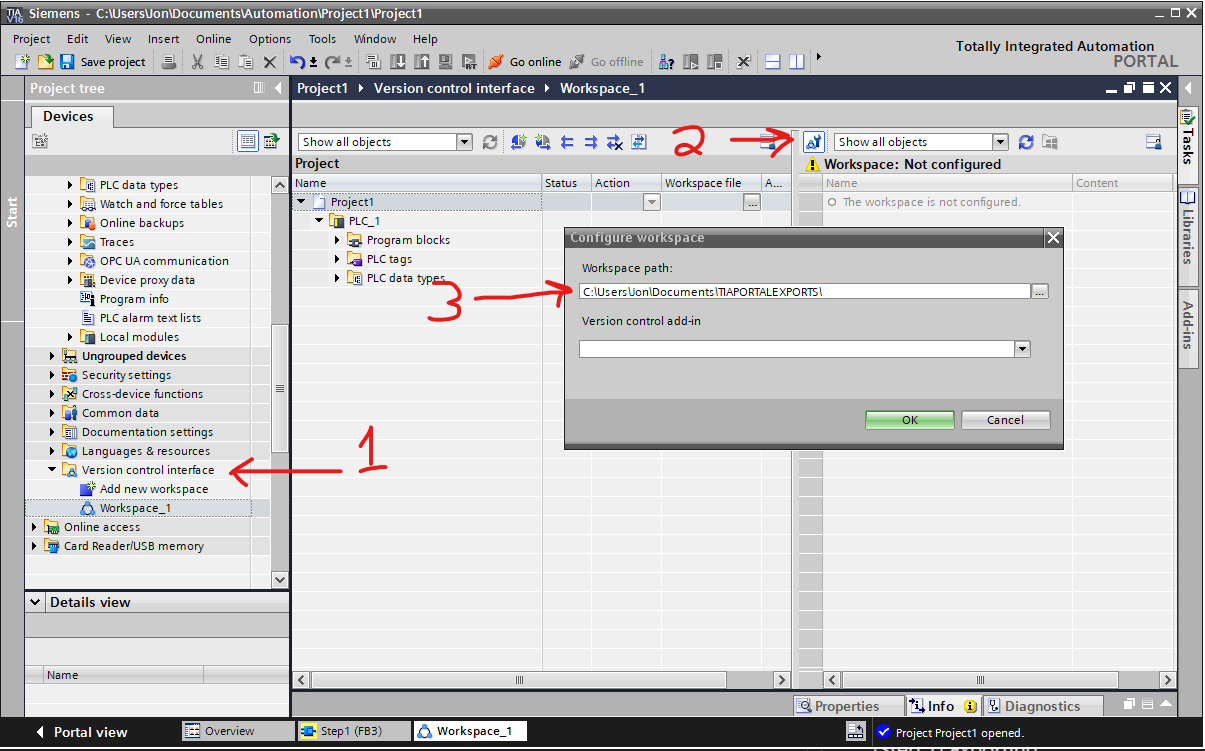 TIA V16 Siemens - C:\Users\Jon\Documents\Automation\Project1\Project1
Project Edit View Insert Online Options Tools Window Help
Totally Integrated Automation
PORTAL
Save project Go online Go offline
Project tree
Project1 Version control interface Workspace_1
Devices
Start
PLC data types
Watch and force tables
Online backups
Traces
OPC UA communication
Device proxy data
Program info
PLC alarm text lists
Local modules
Ungrouped devices
Security settings
Cross-device functions
Common data
Documentation settings
Languages & resources
Version control interface
Add new workspace
Workspace_1
Online access
Card Reader/USB memory
Details view
Name
Show all objects
Project
Name Status Action Workspace file A...
Project1 ...
PLC_1
Program blocks
PLC tags
PLC data types
1
2
3
Show all objects
Workspace: Not configured
Name Content
The workspace is not configured.
Configure workspace
Workspace path:
C:\Users\Jon\Documents\TIAPORTALEXPORTS\ ...
Version control add-in
OK Cancel
Tasks
Libraries
Add-ins
Properties Info Diagnostics
Portal view Overview Step1 (FB3) Workspace_1 Project Project1 opened.